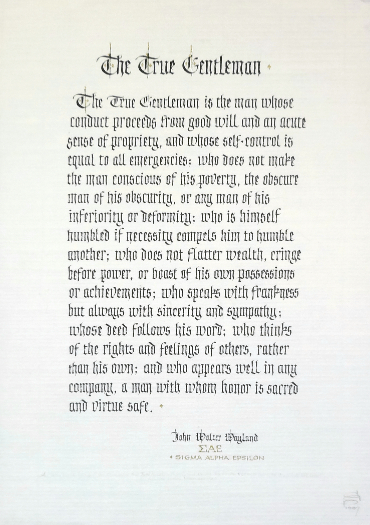 The True Gentleman
The True Gentleman is the man whose
conduct proceeds from good will and an acute
sense of propriety, and whose self-control is
equal to all emergencies: who does not make
the man conscious of his poverty, the obscure
man of his obscurity, or any man of his
inferiority or deformity: who is himself
humbled if necessity compels him to humble
another; who does not flatter wealth, cringe
before power, or boast of his own possessions
or achievements; who speaks with frankness
but always with sincerity and sympathy;
whose deed follows his word; who thinks
of the rights and feelings of others, rather
than his own: and who appears well in any
company, a man with whom honor is sacred
and virtue safe.
John Walter Wayland
ΣΑΕ
SIGMA ALPHA EPSILON